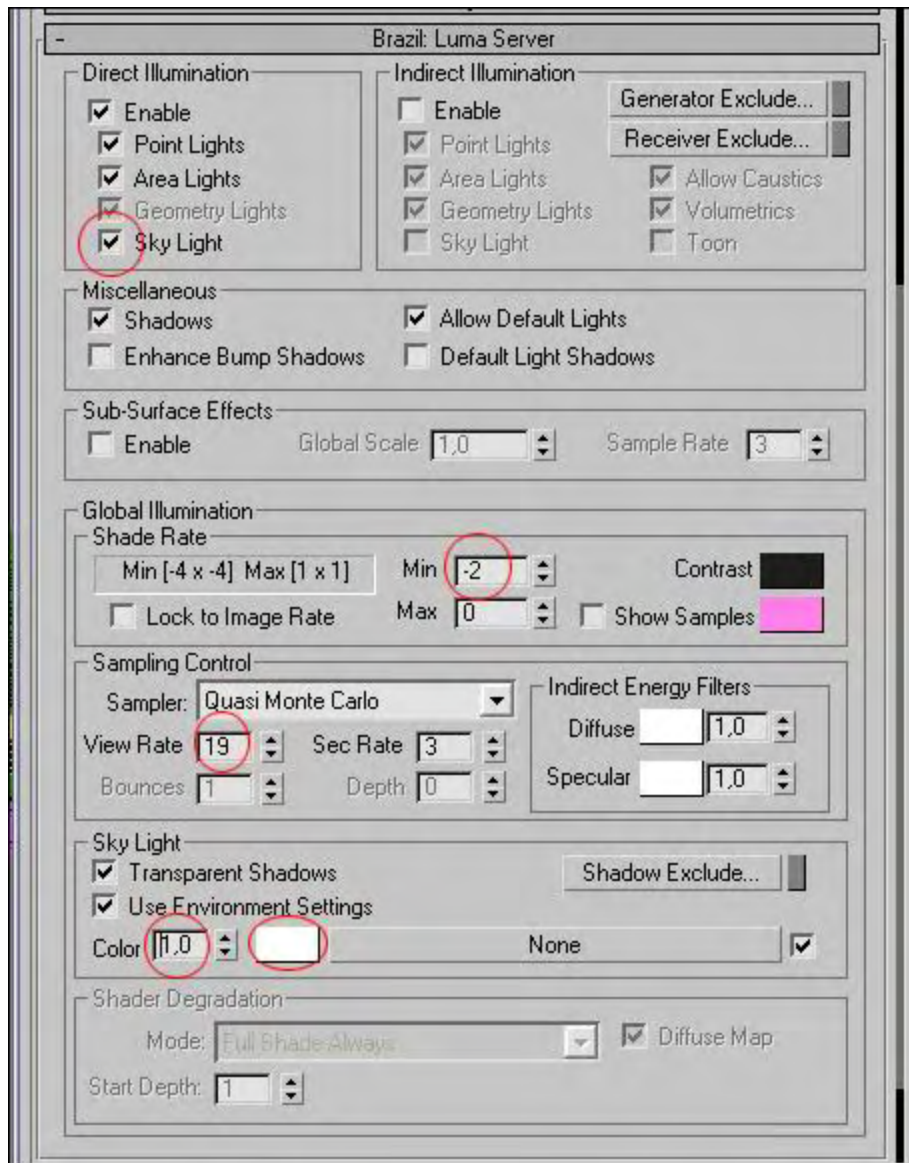 - Brazil: Luma Server
Direct Illumination
Enable
Point Lights
Area Lights
Geometry Lights
Sky Light
Indirect Illumination
Enable Generator Exclude...
Point Lights Receiver Exclude...
Area Lights Allow Caustics
Geometry Lights Volumetrics
Sky Light Toon
Miscellaneous
Shadows Allow Default Lights
Enhance Bump Shadows Default Light Shadows
Sub-Surface Effects
Enable Global Scale 1,0 Sample Rate 3
Global Illumination
Shade Rate
Min [-4 x -4] Max [1 x 1] Min -2 Contrast
Lock to Image Rate Max 0 Show Samples
Sampling Control
Sampler: Quasi Monte Carlo
View Rate 19 Sec Rate 3
Bounces 1 Depth 0
Indirect Energy Filters
Diffuse 1,0
Specular 1,0
Sky Light
Transparent Shadows Shadow Exclude...
Use Environment Settings
Color 1,0 None
Shader Degradation
Mode: Full Shade Always Diffuse Map
Start Depth: 1